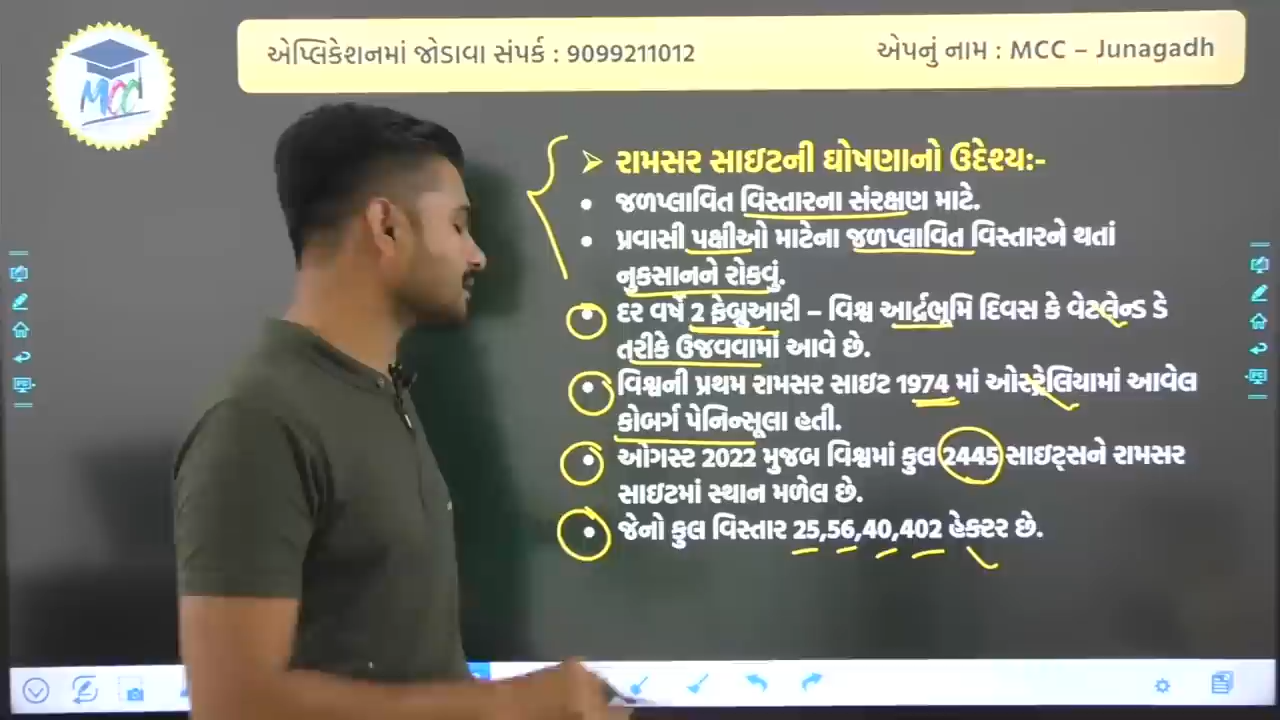 MCC
એપ્લિકેશનમાં જોડાવા સંપર્ક : 9099211012
એપનું નામ : MCC – Junagadh
➢ રામસર સાઇટની ઘોષણાનો ઉદેશ્ય:-
• જળપ્લાવિત વિસ્તારના સંરક્ષણ માટે.
• પ્રવાસી પક્ષીઓ માટેના જળપ્લાવિત વિસ્તારને થતાં
નુકસાનને રોકવું.
• દર વર્ષે 2 ફેબ્રુઆરી – વિશ્વ આર્દ્રભૂમિ દિવસ કે વેટલેન્ડ ડે
તરીકે ઉજવવામાં આવે છે.
• વિશ્વની પ્રથમ રામસર સાઇટ 1974 માં ઓસ્ટ્રેલિયામાં આવેલ
કોબર્ગ પેનિન્સૂલા હતી.
• ઓગસ્ટ 2022 મુજબ વિશ્વમાં કુલ 2445 સાઇટ્સને રામસર
સાઇટમાં સ્થાન મળેલ છે.
• જેનો કુલ વિસ્તાર 25,56,40,402 હેક્ટર છે.